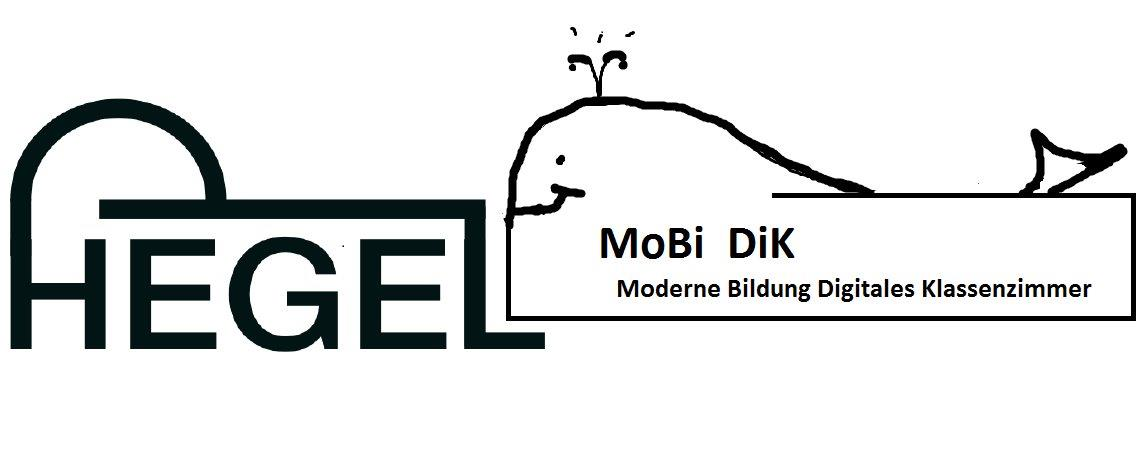 HEGEL
MoBi DiK
Moderne Bildung Digitales Klassenzimmer